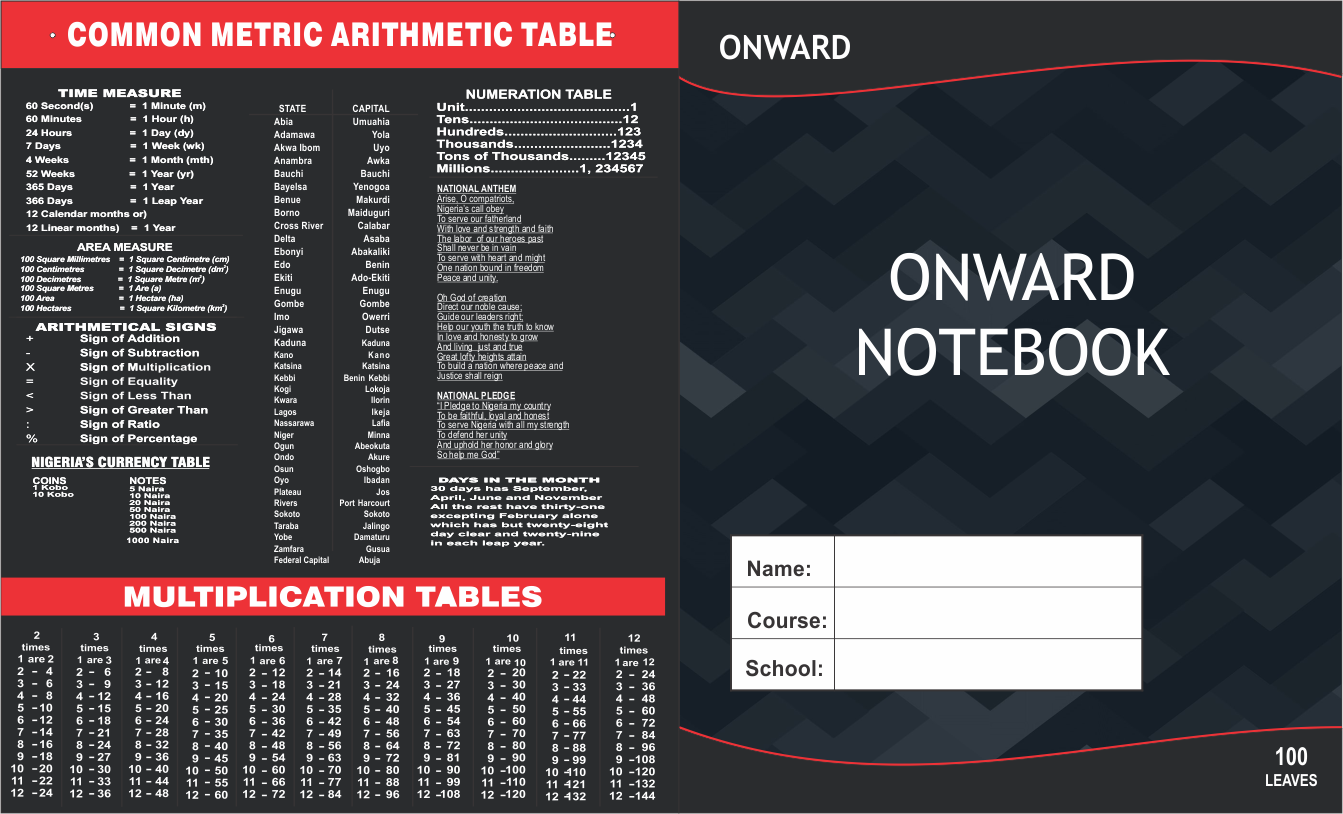 COMMON METRIC ARITHMETIC TABLE
TIME MEASURE
60 Second(s) = 1 Minute (m)
60 Minutes = 1 Hour (h)
24 Hours = 1 Day (dy)
7 Days = 1 Week (wk)
4 Weeks = 1 Month (mth)
52 Weeks = 1 Year (yr)
365 Days = 1 Year
366 Days = 1 Leap Year
12 Calendar months or)
12 Linear months) = 1 Year
AREA MEASURE
100 Square Millimetres = 1 Square Centimetre (cm)
100 Centimetres = 1 Square Decimetre (dm²)
100 Decimetres = 1 Square Metre (m²)
100 Square Metres = 1 Are (a)
100 Area = 1 Hectare (ha)
100 Hectares = 1 Square Kilometre (km²)
ARITHMETICAL SIGNS
+ Sign of Addition
- Sign of Subtraction
X Sign of Multiplication
= Sign of Equality
< Sign of Less Than
> Sign of Greater Than
: Sign of Ratio
% Sign of Percentage
NIGERIA'S CURRENCY TABLE
COINS NOTES
1 Kobo 5 Naira
10 Kobo 10 Naira
20 Naira
50 Naira
100 Naira
200 Naira
500 Naira
1000 Naira
STATE CAPITAL
Abia Umuahia
Adamawa Yola
Akwa Ibom Uyo
Anambra Awka
Bauchi Bauchi
Bayelsa Yenogoa
Benue Makurdi
Borno Maiduguri
Cross River Calabar
Delta Asaba
Ebonyi Abakaliki
Edo Benin
Ekiti Ado-Ekiti
Enugu Enugu
Gombe Gombe
Imo Owerri
Jigawa Dutse
Kaduna Kaduna
Kano Kano
Katsina Katsina
Kebbi Benin Kebbi
Kogi Lokoja
Kwara Ilorin
Lagos Ikeja
Nassarawa Lafia
Niger Minna
Ogun Abeokuta
Ondo Akure
Osun Oshogbo
Oyo Ibadan
Plateau Jos
Rivers Port Harcourt
Sokoto Sokoto
Taraba Jalingo
Yobe Damaturu
Zamfara Gusua
Federal Capital Abuja
NUMERATION TABLE
Unit.........................................1
Tens......................................12
Hundreds............................123
Thousands........................1234
Tons of Thousands.........12345
Millions......................1, 234567
NATIONAL ANTHEM
Arise, O compatriots,
Nigeria's call obey
To serve our fatherland
With love and strength and faith
The labor of our heroes past
Shall never be in vain
To serve with heart and might
One nation bound in freedom
Peace and unity.
Oh God of creation
Direct our noble cause;
Guide our leaders right;
Help our youth the truth to know
In love and honesty to grow
And living just and true
Great lofty heights attain
To build a nation where peace and
Justice shall reign
NATIONAL PLEDGE
"I Pledge to Nigeria my country
To be faithful, loyal and honest
To serve Nigeria with all my strength
To defend her unity
And uphold her honor and glory
So help me God"
DAYS IN THE MONTH
30 days has September,
April, June and November
All the rest have thirty-one
excepting February alone
which has but twenty-eight
day clear and twenty-nine
in each leap year.
MULTIPLICATION TABLES
2 3 4 5 6 7 8 9 10 11 12
times times times times times times times times times times times
1 are 2 1 are 3 1 are 4 1 are 5 1 are 6 1 are 7 1 are 8 1 are 9 1 are 10 1 are 11 1 are 12
2 - 4 2 - 6 2 - 8 2 - 10 2 - 12 2 - 14 2 - 16 2 - 18 2 - 20 2 - 22 2 - 24
3 - 6 3 - 9 3 - 12 3 - 15 3 - 18 3 - 21 3 - 24 3 - 27 3 - 30 3 - 33 3 - 36
4 - 8 4 - 12 4 - 16 4 - 20 4 - 24 4 - 28 4 - 32 4 - 36 4 - 40 4 - 44 4 - 48
5 - 10 5 - 15 5 - 20 5 - 25 5 - 30 5 - 35 5 - 40 5 - 45 5 - 50 5 - 55 5 - 60
6 - 12 6 - 18 6 - 24 6 - 30 6 - 36 6 - 42 6 - 48 6 - 54 6 - 60 6 - 66 6 - 72
7 - 14 7 - 21 7 - 28 7 - 35 7 - 42 7 - 49 7 - 56 7 - 63 7 - 70 7 - 77 7 - 84
8 - 16 8 - 24 8 - 32 8 - 40 8 - 48 8 - 56 8 - 64 8 - 72 8 - 80 8 - 88 8 - 96
9 - 18 9 - 27 9 - 36 9 - 45 9 - 54 9 - 63 9 - 72 9 - 81 9 - 90 9 - 99 9 - 108
10 - 20 10 - 30 10 - 40 10 - 50 10 - 60 10 - 70 10 - 80 10 - 90 10 - 100 10 - 110 10 - 120
11 - 22 11 - 33 11 - 44 11 - 55 11 - 66 11 - 77 11 - 88 11 - 99 11 - 110 11 - 121 11 - 132
12 - 24 12 - 36 12 - 48 12 - 60 12 - 72 12 - 84 12 - 96 12 - 108 12 - 120 12 - 132 12 - 144
ONWARD
ONWARD
NOTEBOOK
Name:
Course:
School:
100
LEAVES